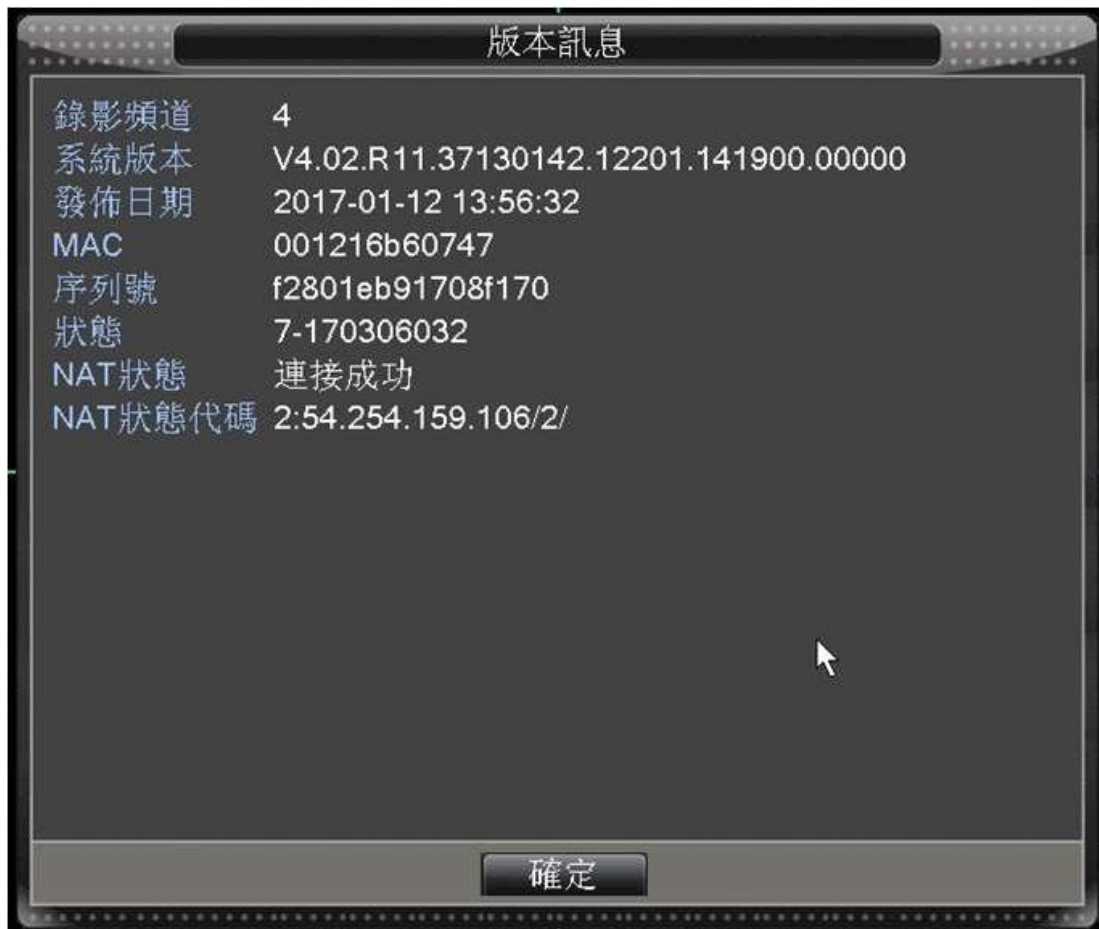 版本訊息
錄影頻道 4
系統版本 V4.02.R11.37130142.12201.141900.00000
發佈日期 2017-01-12 13:56:32
MAC 001216b60747
序列號 f2801eb91708f170
狀態 7-170306032
NAT狀態 連接成功
NAT狀態代碼 2:54.254.159.106/2/
確定